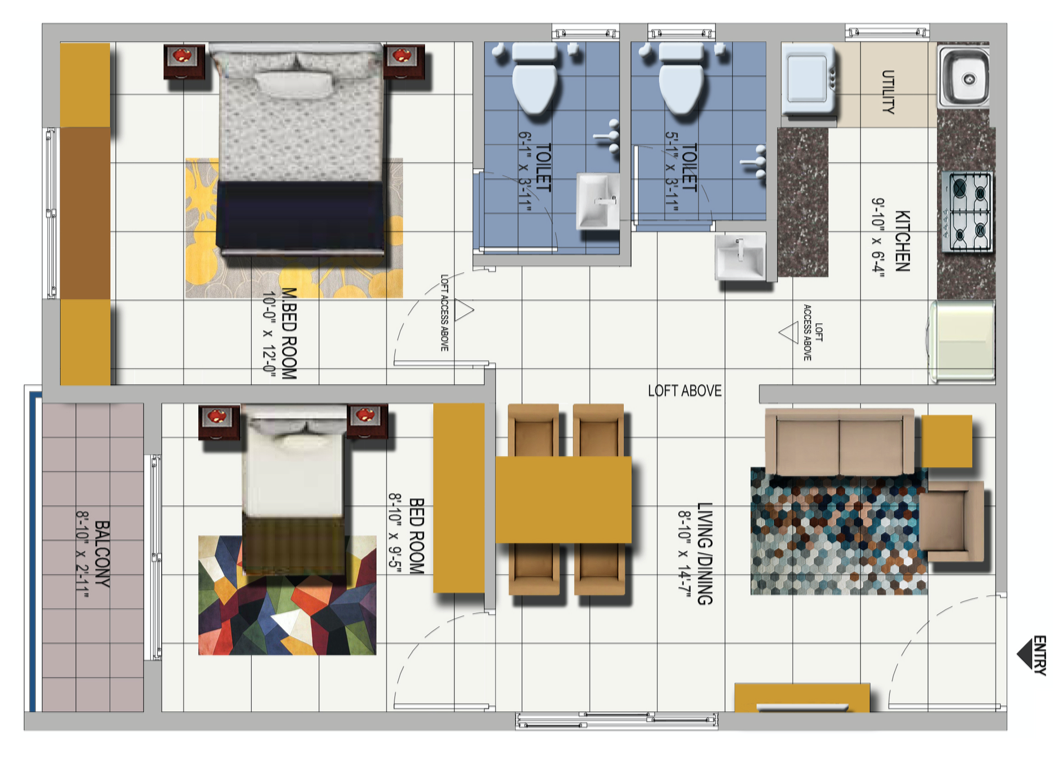 UTILITY
TOILET
6'-1" x 3'-11"
TOILET
5'-1" x 3'-11"
KITCHEN
9'-10" x 6'-4"
M.BED ROOM
10'-0" x 12'-0"
LOFT ACCESS ABOVE
LOFT
ACCESS ABOVE
LOFT ABOVE
BALCONY
8'-10" x 2'-11"
BED ROOM
8'-10" x 9'-5"
LIVING /DINING
8'-10" x 14'-7"
ENTRY